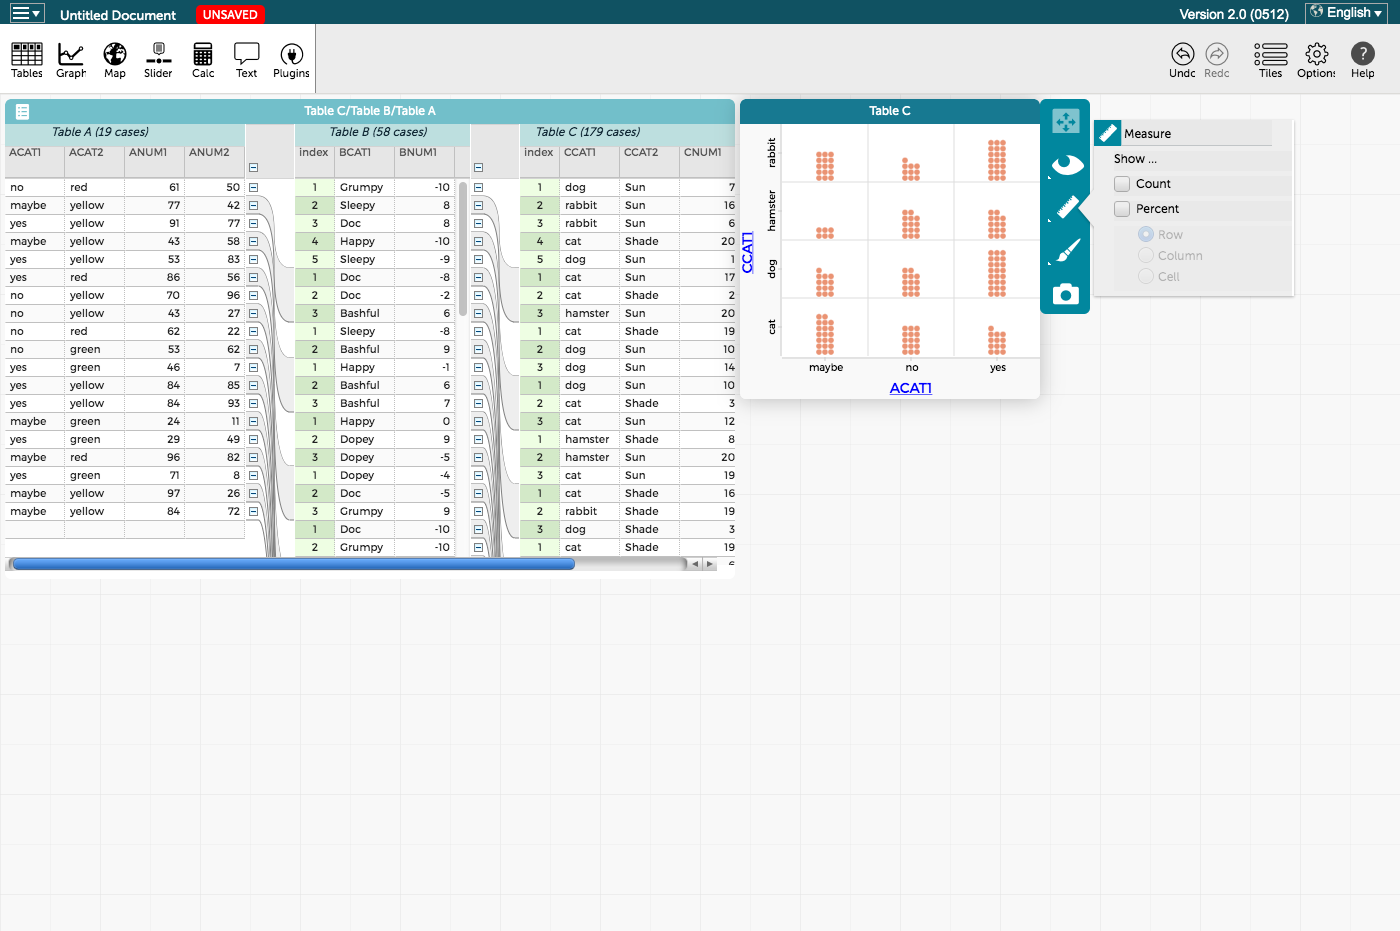 Untitled Document UNSAVED Version 2.0 (0512) English
Tables Graph Map Slider Calc Text Plugins Undo Redo Tiles Options Help
Table C/Table B/Table A
Table A (19 cases) Table B (58 cases) Table C (179 cases)
ACAT1 ACAT2 ANUM1 ANUM2 index BCAT1 BNUM1 index CCAT1 CCAT2 CNUM1
no red 61 50 1 Grumpy -10 1 dog Sun 7
maybe yellow 77 42 2 Sleepy 8 2 rabbit Sun 16
yes yellow 91 77 3 Doc 8 3 rabbit Sun 6
maybe yellow 43 58 4 Happy -10 4 cat Shade 20
yes yellow 53 83 5 Sleepy -9 5 dog Sun 1
yes red 86 56 1 Doc -8 1 cat Sun 17
no yellow 70 96 2 Doc -2 2 cat Shade 2
no yellow 43 27 3 Bashful 6 3 hamster Sun 20
no red 62 22 1 Sleepy -8 1 cat Shade 19
no green 53 62 2 Bashful 9 2 dog Sun 10
yes green 46 7 1 Happy -1 3 dog Sun 14
yes yellow 84 85 2 Bashful 6 1 dog Sun 10
yes yellow 84 93 3 Bashful 7 2 cat Shade 3
maybe green 24 11 1 Happy 0 3 cat Sun 12
yes green 29 49 2 Dopey 9 1 hamster Shade 8
maybe red 96 82 3 Dopey -5 2 hamster Sun 20
yes green 71 8 1 Dopey -4 3 cat Sun 19
maybe yellow 97 26 2 Doc -5 1 cat Shade 16
maybe yellow 84 72 3 Grumpy 9 2 rabbit Shade 19
1 Doc -10 3 dog Shade 3
2 Grumpy -10 1 cat Shade 19
Table C
CCAT1
rabbit
hamster
dog
cat
maybe no yes
ACAT1
Measure
Show ...
Count
Percent
Row
Column
Cell